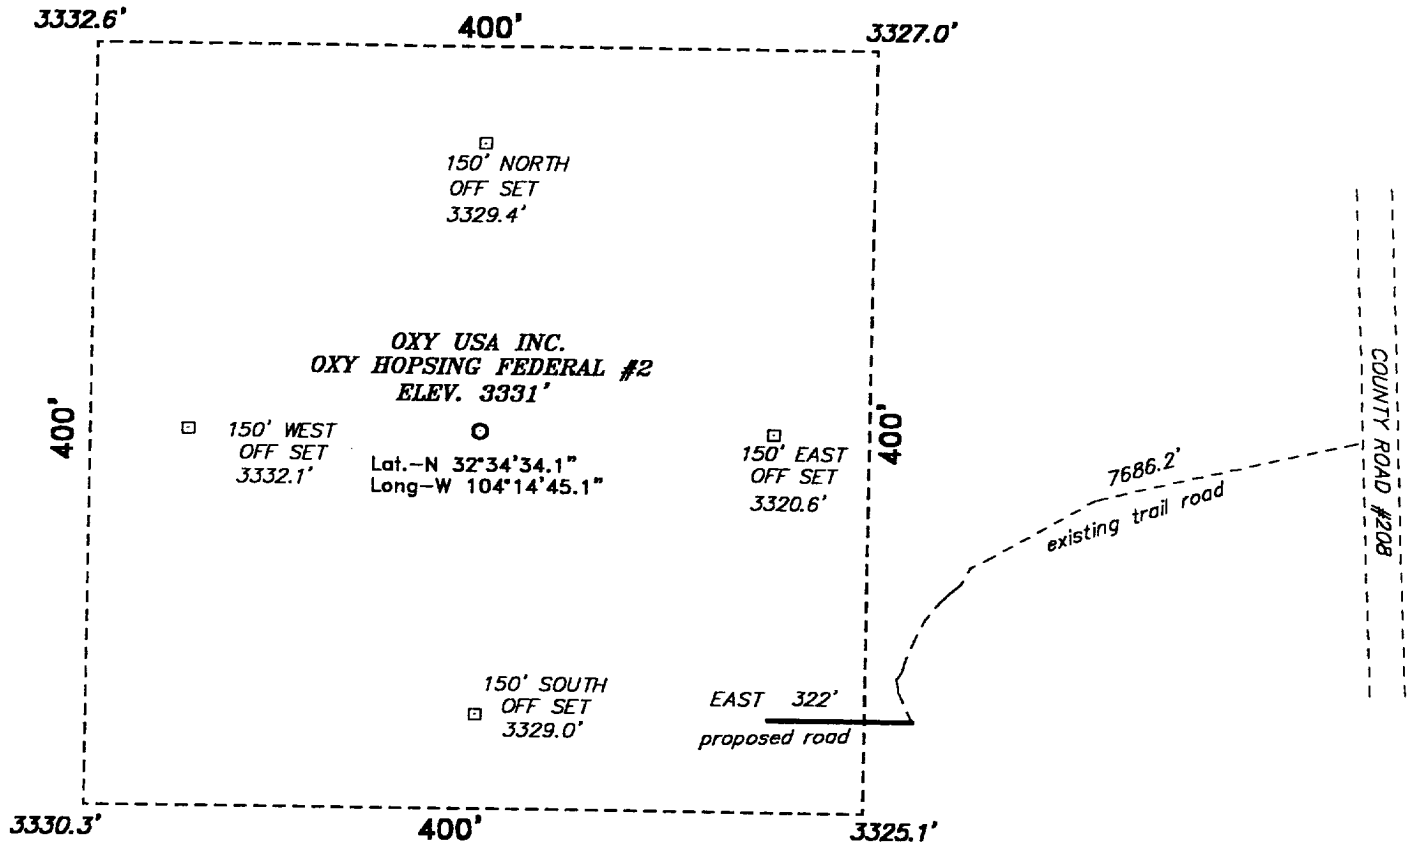 3332.6'
400'
3327.0'
150' NORTH
OFF SET
3329.4'
OXY USA INC.
OXY HOPSING FEDERAL #2
ELEV. 3331'
400'
150' WEST
OFF SET
3332.1'
Lat.-N 32°34'34.1"
Long-W 104°14'45.1"
150' EAST
OFF SET
3320.6'
400'
7686.2'
existing trail road
COUNTY ROAD #208
150' SOUTH
OFF SET
3329.0'
EAST 322'
proposed road
3330.3'
400'
3325.1'